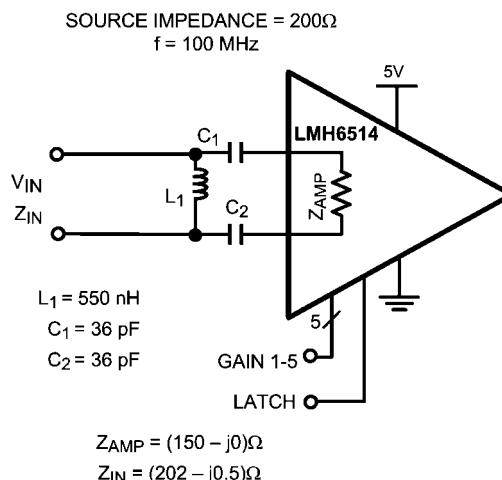 SOURCE IMPEDANCE = 200Ω
f = 100 MHz
5V
LMH6514
C1
VIN
L1
ZAMP
ZIN
C2
L1 = 550 nH
C1 = 36 pF
C2 = 36 pF
5
GAIN 1-5
LATCH
ZAMP = (150 – j0)Ω
ZIN = (202 – j0.5)Ω